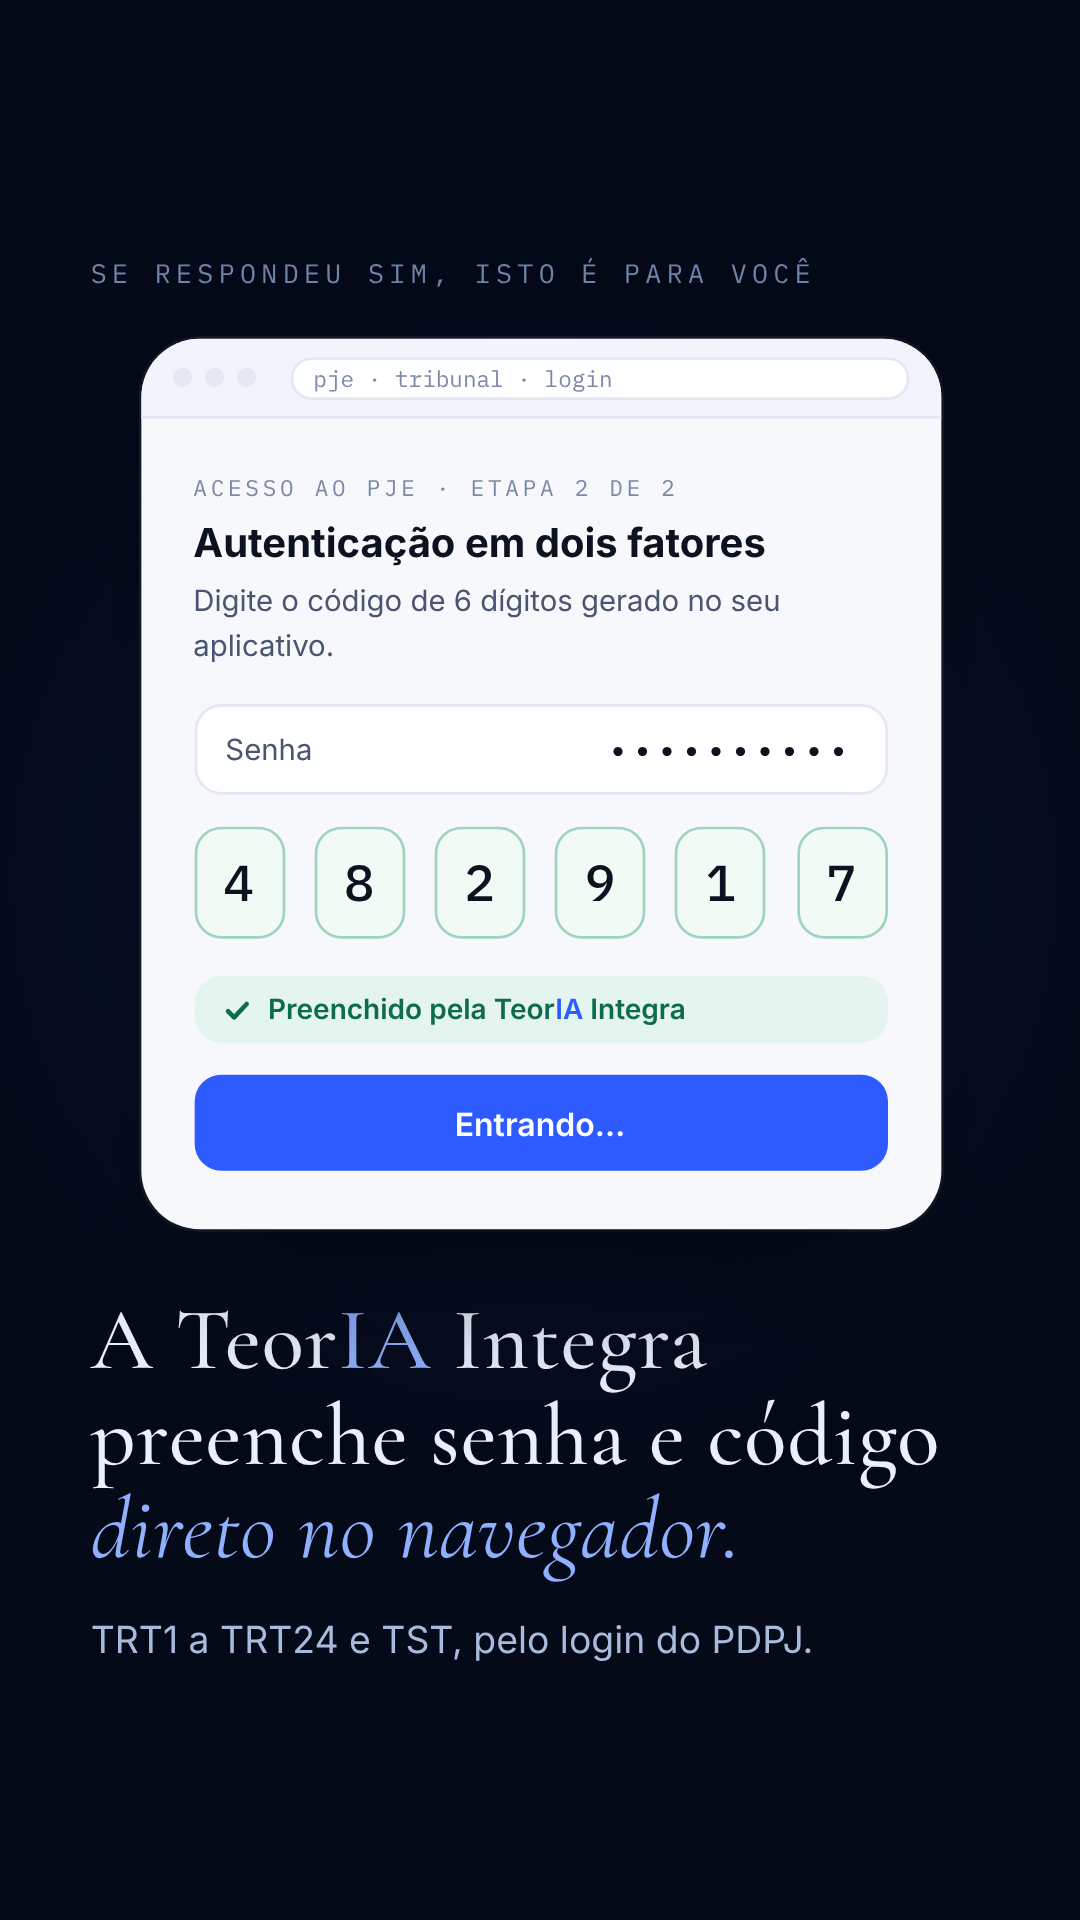 SE RESPONDEU SIM, ISTO É PARA VOCÊ
pje · tribunal · login
ACESSO AO PJE · ETAPA 2 DE 2
Autenticação em dois fatores
Digite o código de 6 dígitos gerado no seu
aplicativo.
Senha ••••••••••
4 8 2 9 1 7
✓ Preenchido pela TeorIA Integra
Entrando...
A TeorIA Integra
preenche senha e código
direto no navegador.
TRT1 a TRT24 e TST, pelo login do PDPJ.